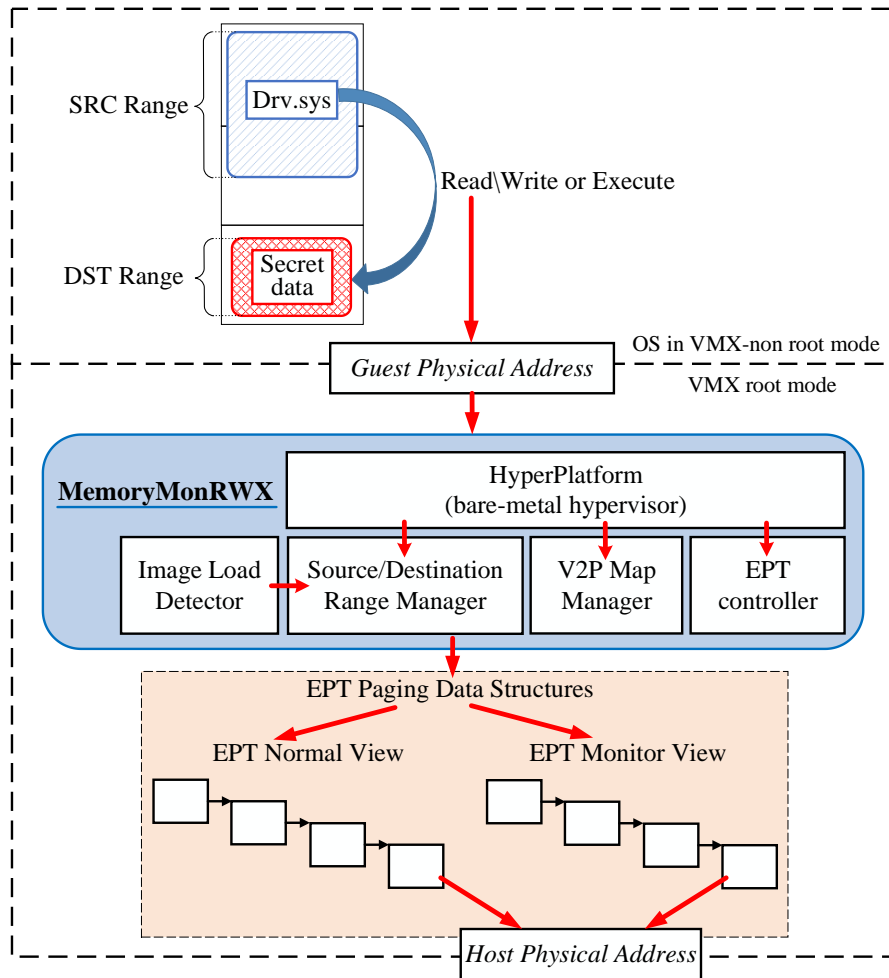 SRC Range
Drv.sys
Read\Write or Execute
DST Range
Secret
data
OS in VMX-non root mode
Guest Physical Address
VMX root mode
MemoryMonRWX
HyperPlatform
(bare-metal hypervisor)
Image Load
Detector
Source/Destination
Range Manager
V2P Map
Manager
EPT
controller
EPT Paging Data Structures
EPT Normal View
EPT Monitor View
Host Physical Address